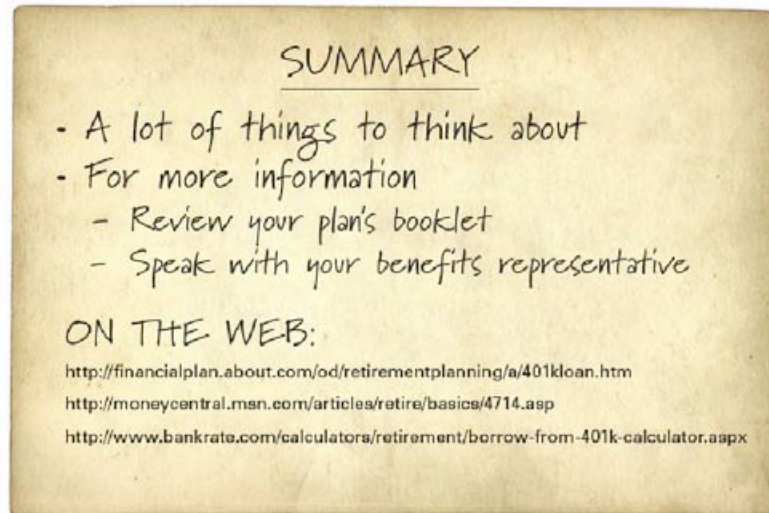 SUMMARY
- A lot of things to think about
- For more information
- Review your plan's booklet
- Speak with your benefits representative
ON THE WEB:
http://financialplan.about.com/od/retirementplanning/a/401kloan.htm
http://moneycentral.msn.com/articles/retire/basics/4714.asp
http://www.bankrate.com/calculators/retirement/borrow-from-401k-calculator.aspx